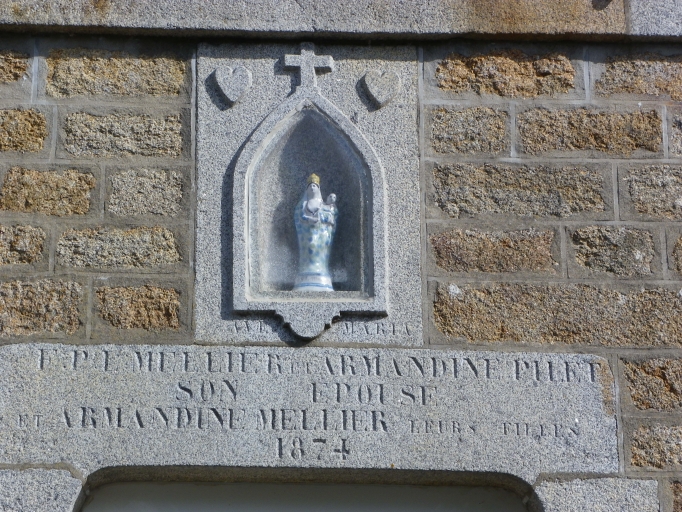 AVE MARIA
F.P.L MELLIER ET ARMANDINE PILET
SON EPOUSE
ET ARMANDINE MELLIER LEURS FILLES
1874